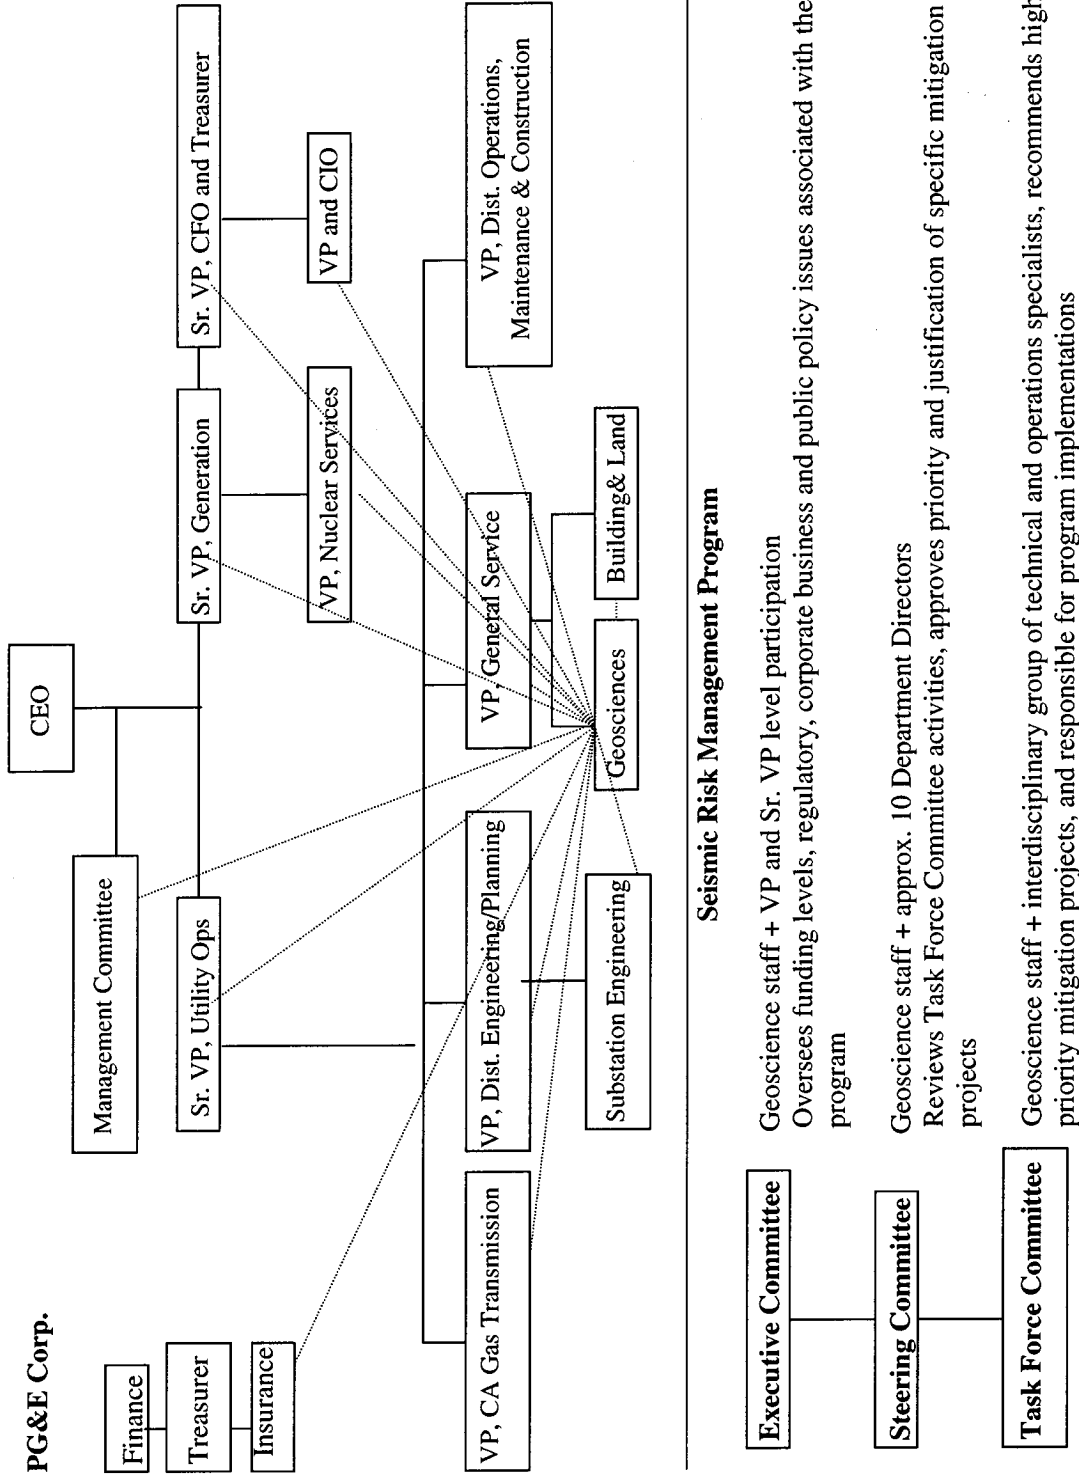 PG&E Corp.
Finance
Treasurer
Insurance
CEO
Management Committee
Sr. VP, Utility Ops
Sr. VP, Generation
Sr. VP, CFO and Treasurer
VP, Nuclear Services
VP and CIO
VP, CA Gas Transmission
VP, Dist. Engineering/Planning
VP, General Service
VP, Dist. Operations,
Maintenance & Construction
Substation Engineering
Geosciences
Building& Land
Seismic Risk Management Program
Executive Committee
Geoscience staff + VP and Sr. VP level participation
Oversees funding levels, regulatory, corporate business and public policy issues associated with the
program
Steering Committee
Geoscience staff + approx. 10 Department Directors
Reviews Task Force Committee activities, approves priority and justification of specific mitigation
projects
Task Force Committee
Geoscience staff + interdisciplinary group of technical and operations specialists, recommends high
priority mitigation projects, and responsible for program implementations